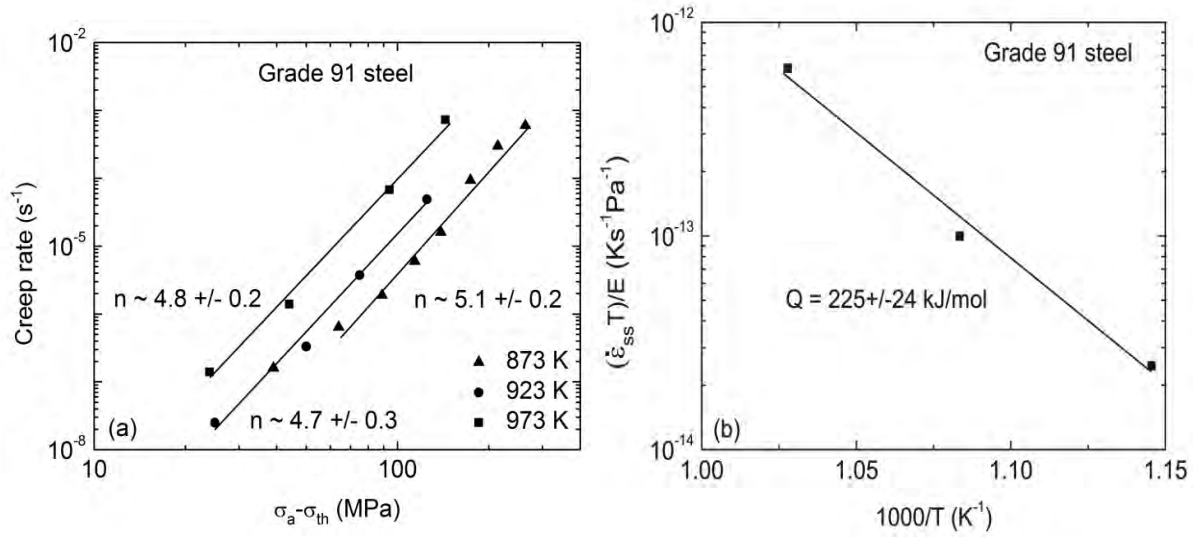 Grade 91 steel
10⁻²
10⁻⁵
10⁻⁸
Creep rate (s⁻¹)
n ~ 4.8 +/- 0.2
n ~ 5.1 +/- 0.2
n ~ 4.7 +/- 0.3
873 K
923 K
973 K
(a)
10
100
σₐ-σₜₕ (MPa)
Grade 91 steel
10⁻¹²
10⁻¹³
10⁻¹⁴
(ε̇ₛₛT)/E (Ks⁻¹Pa⁻¹)
Q = 225+/-24 kJ/mol
(b)
1.00
1.05
1.10
1.15
1000/T (K⁻¹)